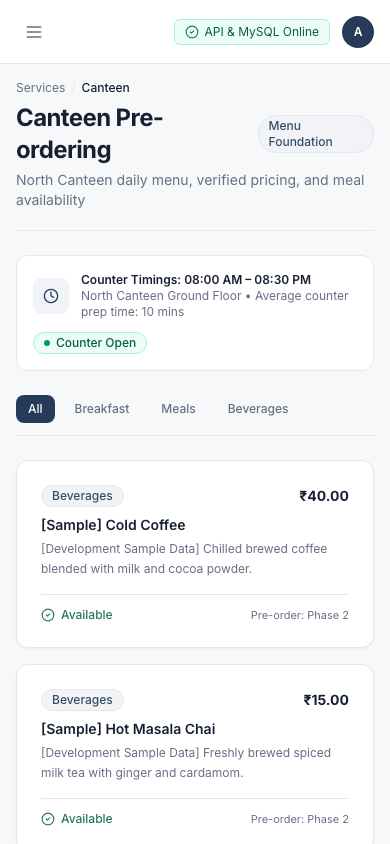 API & MySQL Online
A
Services / Canteen
Canteen Pre-
ordering
Menu
Foundation
North Canteen daily menu, verified pricing, and meal
availability
Counter Timings: 08:00 AM – 08:30 PM
North Canteen Ground Floor • Average counter
prep time: 10 mins
Counter Open
All Breakfast Meals Beverages
Beverages ₹40.00
[Sample] Cold Coffee
[Development Sample Data] Chilled brewed coffee
blended with milk and cocoa powder.
Available Pre-order: Phase 2
Beverages ₹15.00
[Sample] Hot Masala Chai
[Development Sample Data] Freshly brewed spiced
milk tea with ginger and cardamom.
Available Pre-order: Phase 2